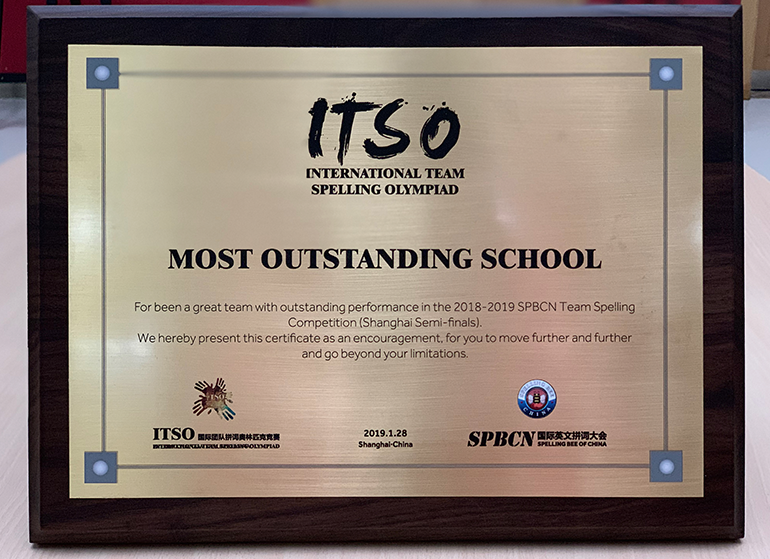 ITSO
INTERNATIONAL TEAM
SPELLING OLYMPIAD
MOST OUTSTANDING SCHOOL
For been a great team with outstanding performance in the 2018-2019 SPBCN Team Spelling
Competition (Shanghai Semi-finals).
We hereby present this certificate as an encouragement, for you to move further and further
and go beyond your limitations.
ITSO
ITSO 国际团队拼词奥林匹克竞赛
2019.1.28
Shanghai-China
SPELLING BEE
CHINA
SPBCN 国际英文拼词大会
SPELLING BEE OF CHINA